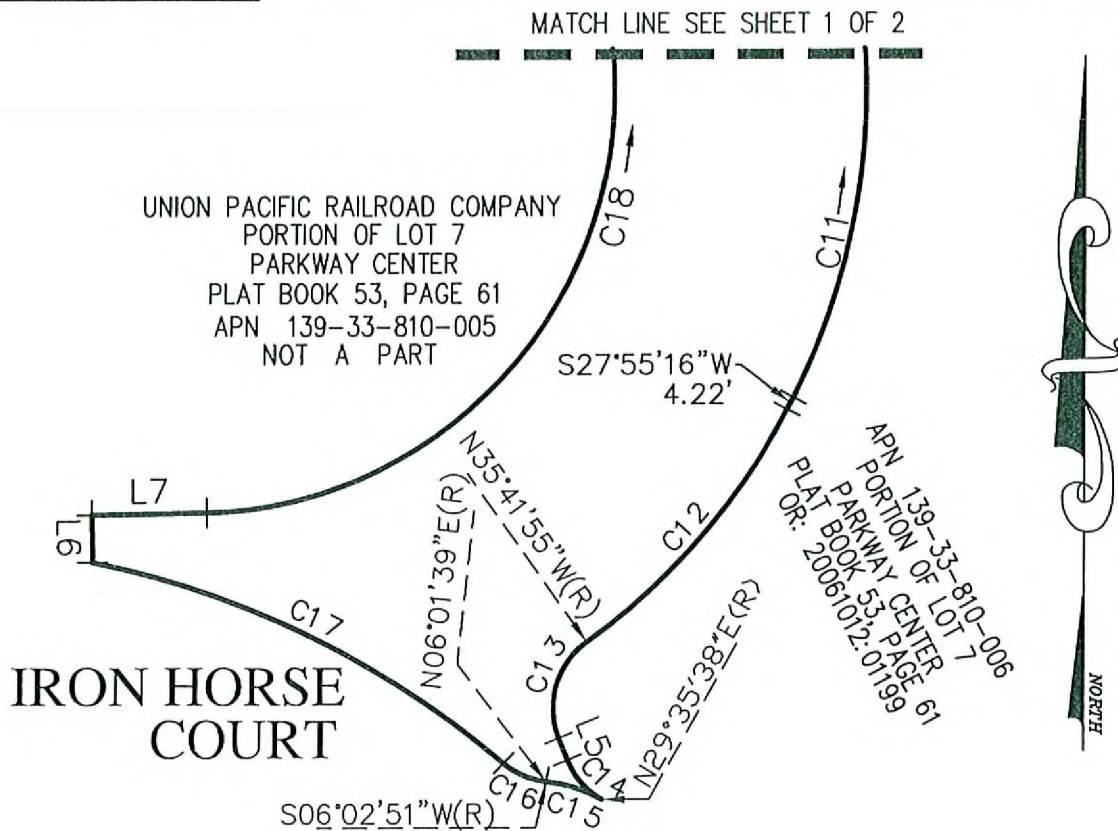 MATCH LINE SEE SHEET 1 OF 2
UNION PACIFIC RAILROAD COMPANY
PORTION OF LOT 7
PARKWAY CENTER
PLAT BOOK 53, PAGE 61
APN 139-33-810-005
NOT A PART
C18
C11
S27°55'16"W
4.22'
APN 139-33-810-006
PORTION OF LOT 7
PARKWAY CENTER
PLAT BOOK 53, PAGE 61
OR: 20061012:01199
L7
L6
N35°41'55"W(R)
N06°01'39"E(R)
C12
C17
C13
IRON HORSE
COURT
L5
C14
N29°35'38"E(R)
C16
C15
S06°02'51"W(R)
NORTH